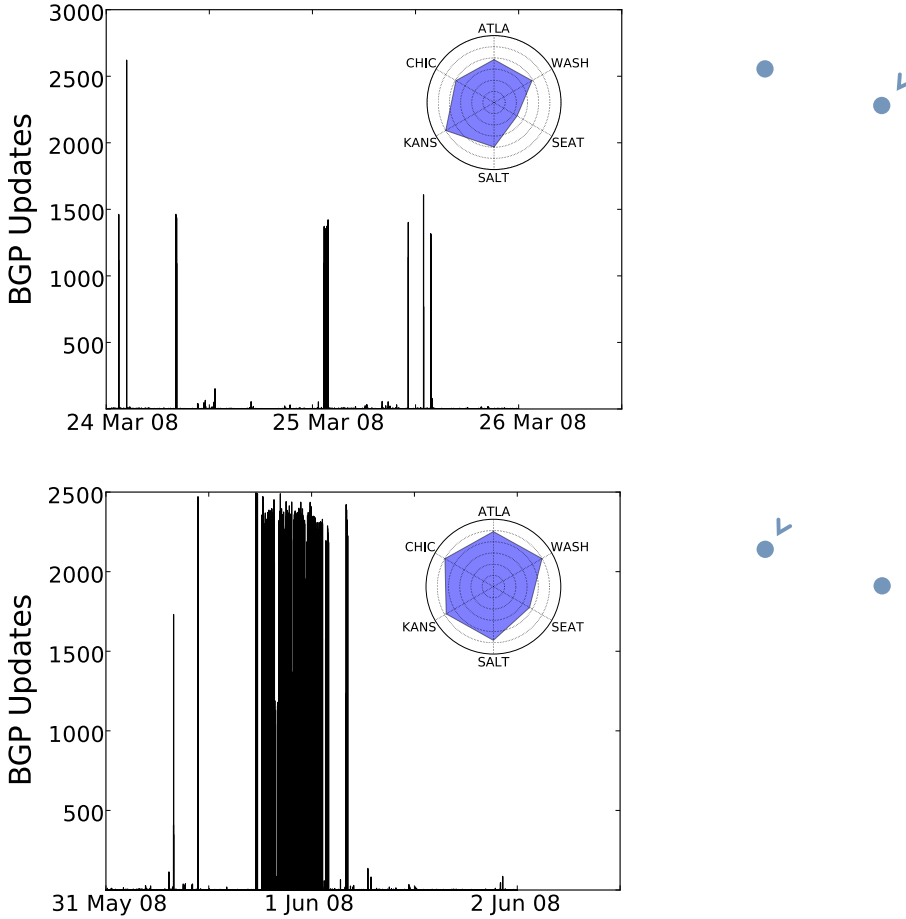 3000
2500
2000
1500
1000
500
BGP Updates
ATLA
CHIC
WASH
KANS
SEAT
SALT
24 Mar 08
25 Mar 08
26 Mar 08
2500
2000
1500
1000
500
BGP Updates
ATLA
CHIC
WASH
KANS
SEAT
SALT
31 May 08
1 Jun 08
2 Jun 08